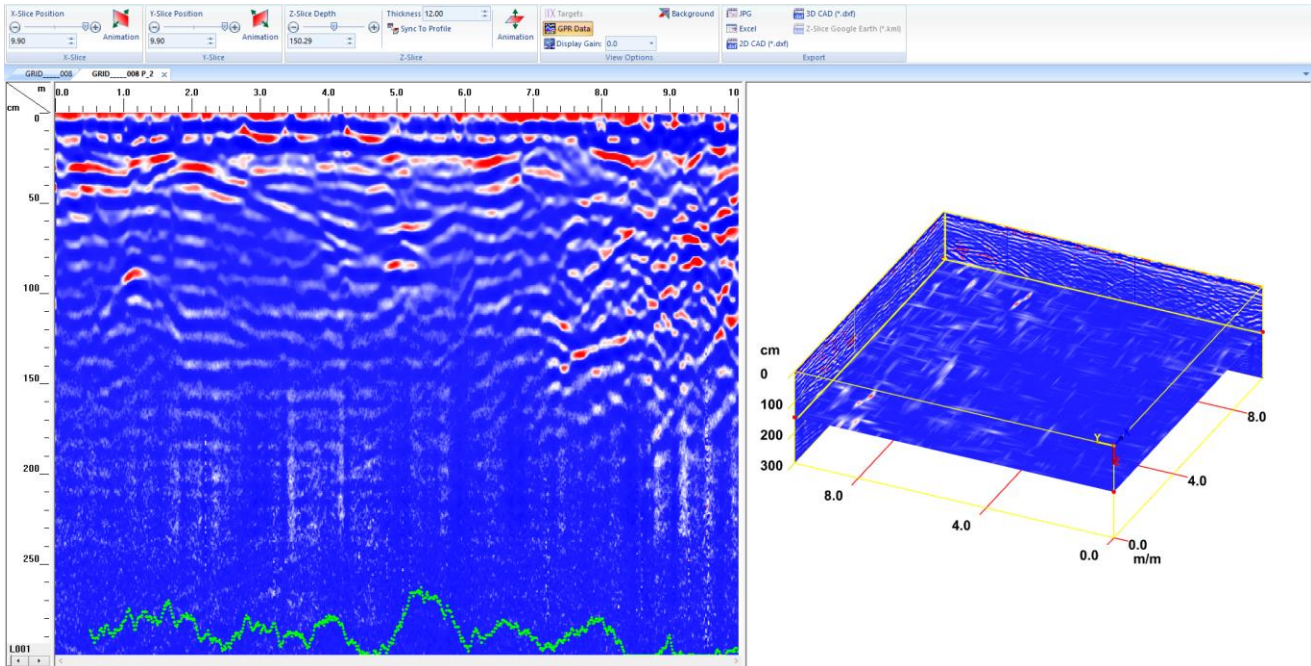 X-Slice Position
9.90
Animation
X-Slice
Y-Slice Position
9.90
Animation
Y-Slice
Z-Slice Depth
150.29
Thickness 12.00
Sync To Profile
Animation
Z-Slice
Targets
GPR Data
Display Gain: 0.0
Background
View Options
JPG
Excel
2D CAD (*.dxf)
3D CAD (*.dxf)
Z-Slice Google Earth (*.kml)
Export
GRID____008
GRID____008 P_2
m
cm
0.0 1.0 2.0 3.0 4.0 5.0 6.0 7.0 8.0 9.0 10
0
50
100
150
200
250
L001
cm
0
100
200
300
8.0
4.0
0.0
0.0
m/m
4.0
8.0
Y